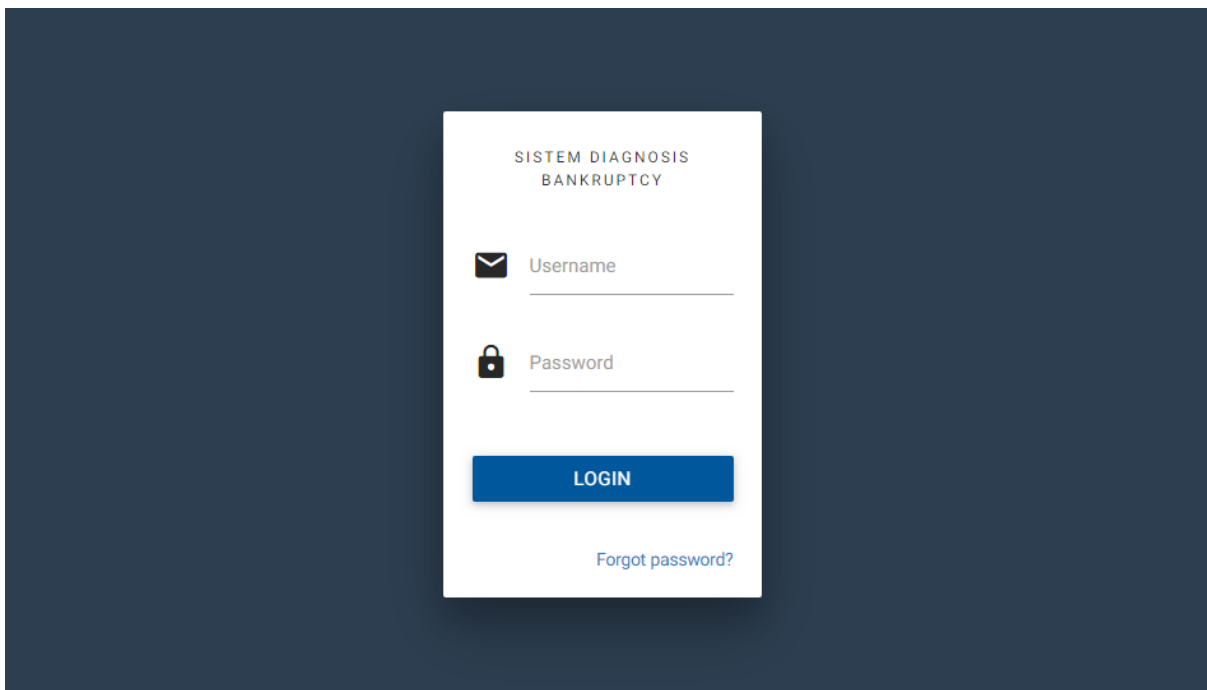 SISTEM DIAGNOSIS
BANKRUPTCY
Username
Password
LOGIN
Forgot password?